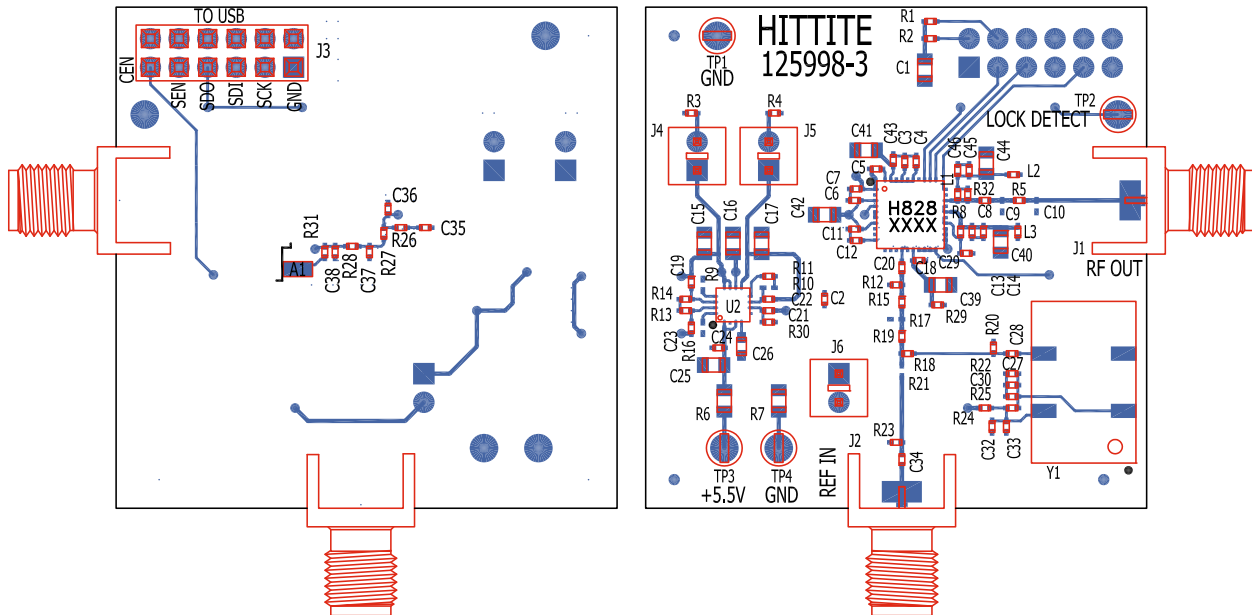 TO USB
J3
CEN
SEN
SDO
SDI
SCK
GND
C36
R31
R26
C35
A1
C38
R28
C37
R27
HITTITE
125998-3
R1
R2
C1
TP1
GND
TP2
LOCK DETECT
R3
R4
J4
J5
C41
C43
C3
C4
C46
C45
C44
C5
C7
C6
L1
L2
R32
R5
H828
XXXX
C42
C15
C16
C17
R8
C8
C9
C10
L3
J1
RF OUT
C11
C12
C20
C18
C29
C40
C19
R9
R11
R10
R12
C13
C14
R14
R13
U2
C22
C21
R30
C2
R15
C39
R29
R17
C23
R16
C24
C26
R19
R20
C28
C25
J6
R18
R22
C27
C30
R21
R25
R6
R7
R24
J2
R23
C32
C33
TP3
+5.5V
TP4
GND
REF IN
C34
Y1